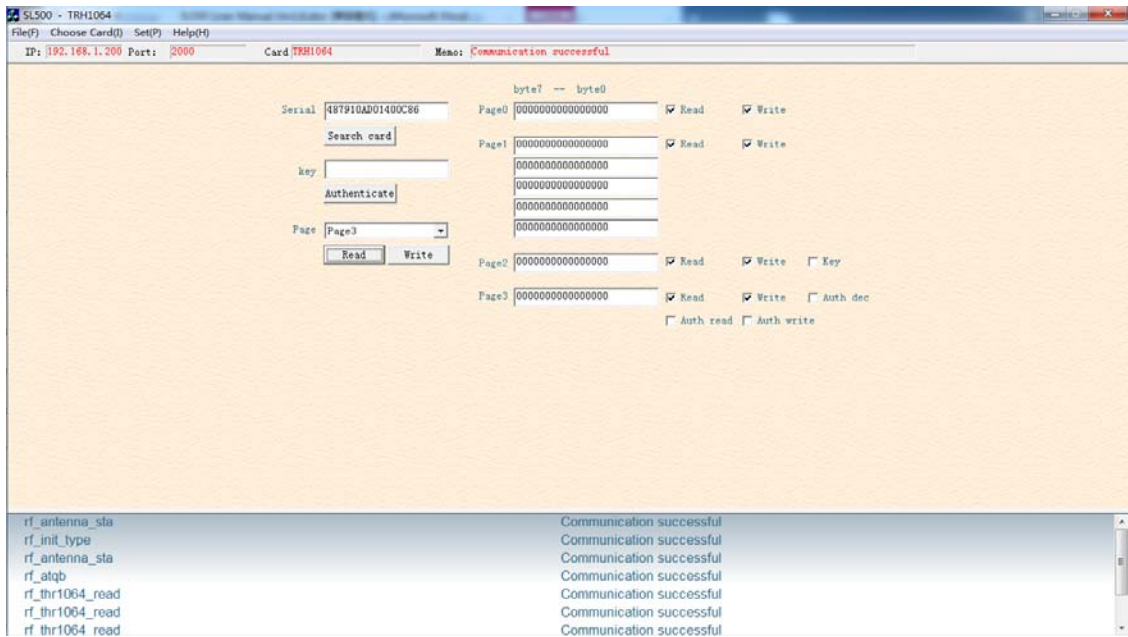 SL500 - TRH1064
File(F) Choose Card(I) Set(P) Help(H)
IP: 192.168.1.200 Port: 2000 Card TRH1064 Memo: Communication successful
byte7 -- byte0
Serial 487910AD01400C86 Page0 0000000000000000 Read Write
Search card
Page1 0000000000000000 Read Write
0000000000000000
key
0000000000000000
Authenticate
0000000000000000
Page Page3 0000000000000000
Read Write
Page2 0000000000000000 Read Write Key
Page3 0000000000000000 Read Write Auth dec
Auth read Auth write
rf_antenna_sta Communication successful
rf_init_type Communication successful
rf_antenna_sta Communication successful
rf_atqb Communication successful
rf_thr1064_read Communication successful
rf_thr1064_read Communication successful
rf_thr1064_read Communication successful